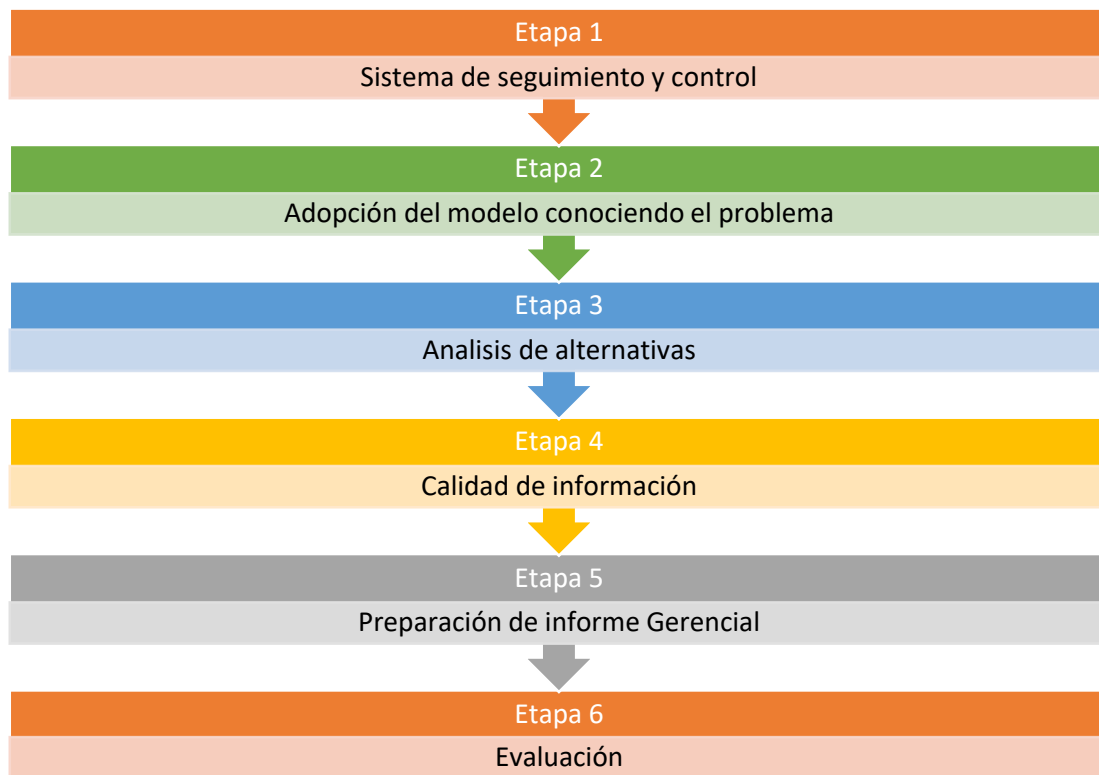 Etapa 1
Sistema de seguimiento y control
Etapa 2
Adopción del modelo conociendo el problema
Etapa 3
Analisis de alternativas
Etapa 4
Calidad de información
Etapa 5
Preparación de informe Gerencial
Etapa 6
Evaluación